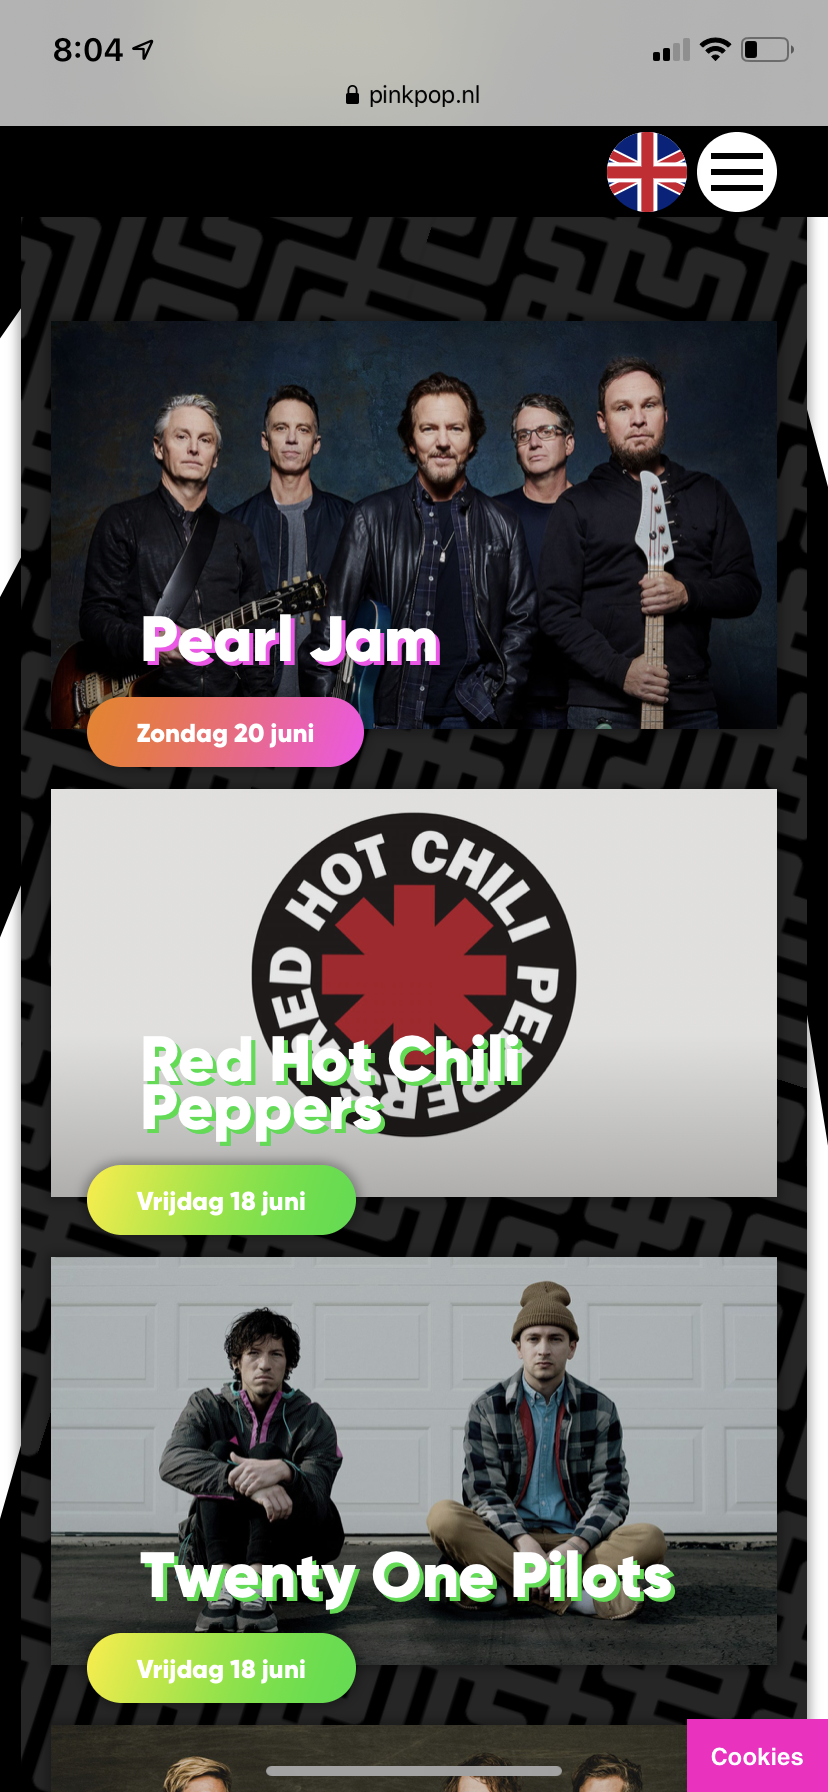 8:04
pinkpop.nl
Pearl Jam
Zondag 20 juni
RED HOT CHILI PEPPERS
Red Hot Chili
Peppers
Vrijdag 18 juni
Twenty One Pilots
Vrijdag 18 juni
Cookies